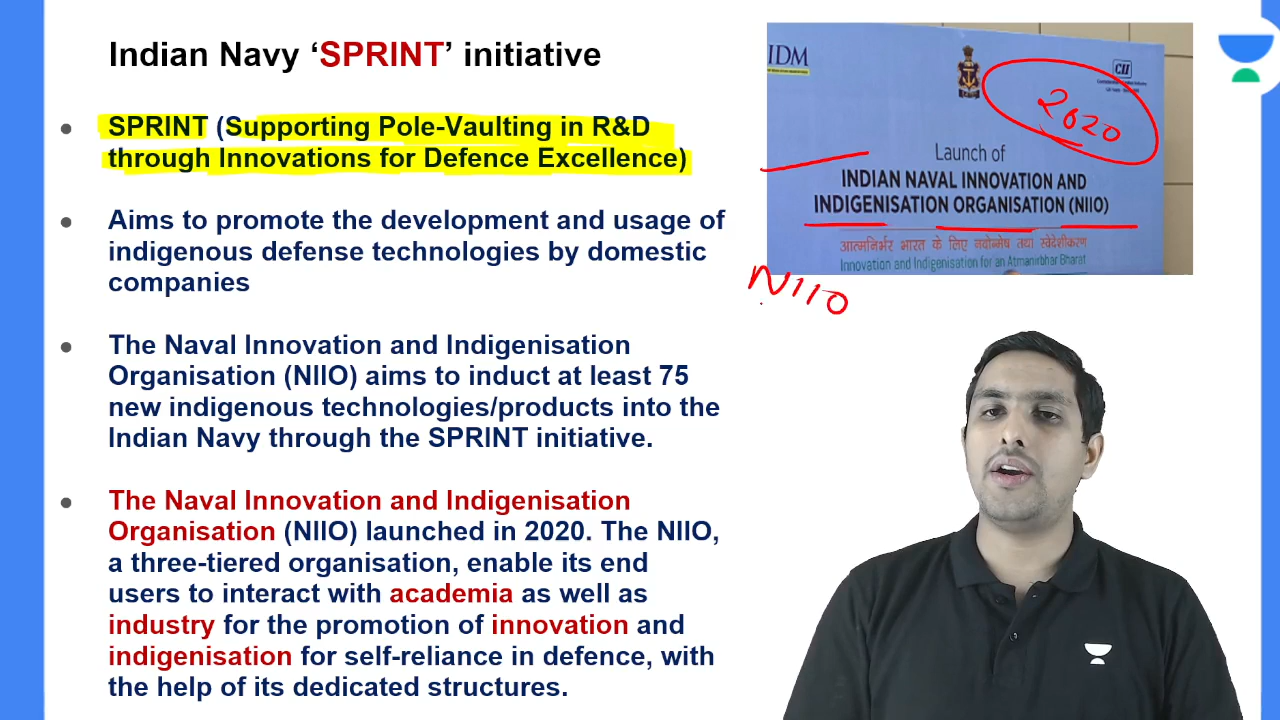 Indian Navy ‘SPRINT’ initiative
SPRINT (Supporting Pole-Vaulting in R&D
through Innovations for Defence Excellence)
Aims to promote the development and usage of
indigenous defense technologies by domestic
companies
The Naval Innovation and Indigenisation
Organisation (NIIO) aims to induct at least 75
new indigenous technologies/products into the
Indian Navy through the SPRINT initiative.
The Naval Innovation and Indigenisation
Organisation (NIIO) launched in 2020. The NIIO,
a three-tiered organisation, enable its end
users to interact with academia as well as
industry for the promotion of innovation and
indigenisation for self-reliance in defence, with
the help of its dedicated structures.
IDM
CII
2020
Launch of
INDIAN NAVAL INNOVATION AND
INDIGENISATION ORGANISATION (NIIO)
आत्मनिर्भर भारत के लिए नवोन्मेष तथा स्वदेशीकरण
Innovation and Indigenisation for an Atmanirbhar Bharat
NIIO